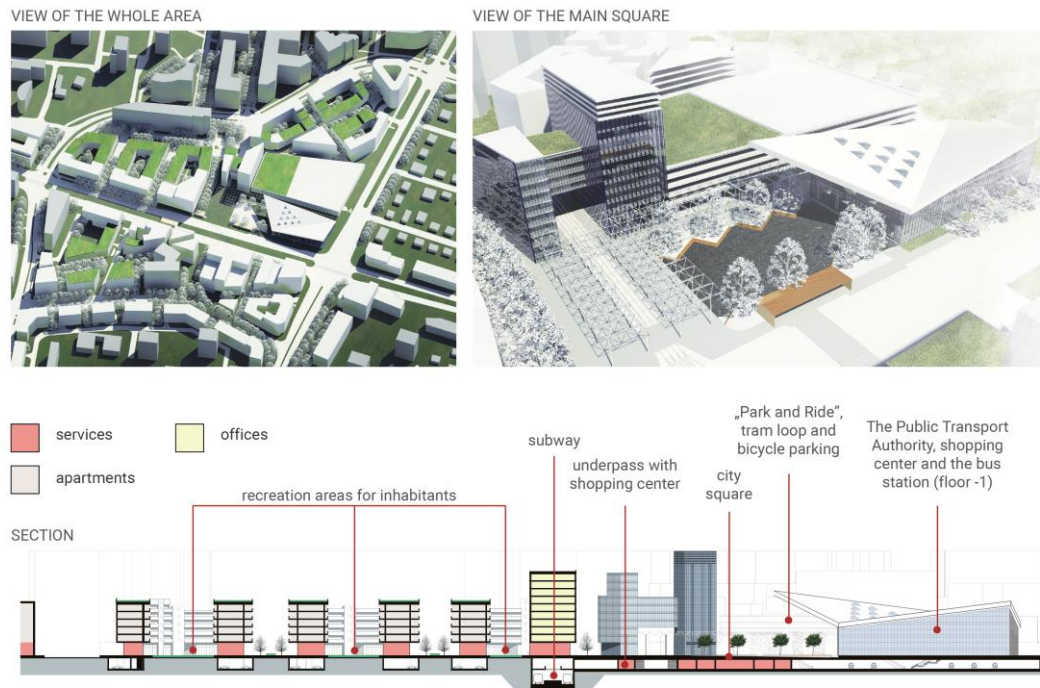 VIEW OF THE WHOLE AREA
VIEW OF THE MAIN SQUARE
services
offices
apartments
recreation areas for inhabitants
subway
underpass with
shopping center
city
square
„Park and Ride”,
tram loop and
bicycle parking
The Public Transport
Authority, shopping
center and the bus
station (floor -1)
SECTION